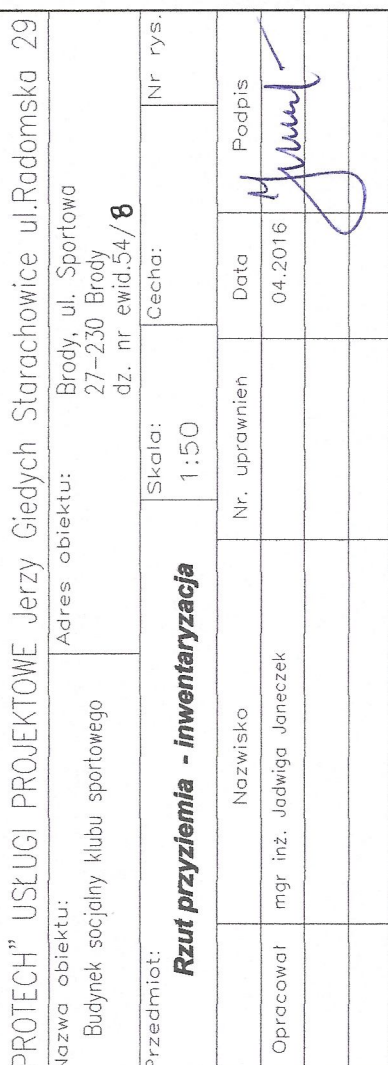 PROTECH" USŁUGI PROJEKTOWE Jerzy Giedych Starachowice ul.Radomska 29
Nazwa obiektu:
Budynek socjalny klubu sportowego
Adres obiektu:
Brody, ul. Sportowa
27-230 Brody
dz. nr ewid.54/8
Przedmiot:
Rzut przyziemia - inwentaryzacja
Skala:
1:50
Cecha:
Nr rys.
Nazwisko
Nr. uprawnień
Data
Podpis
Opracował
mgr inż. Jadwiga Janeczek
04.2016